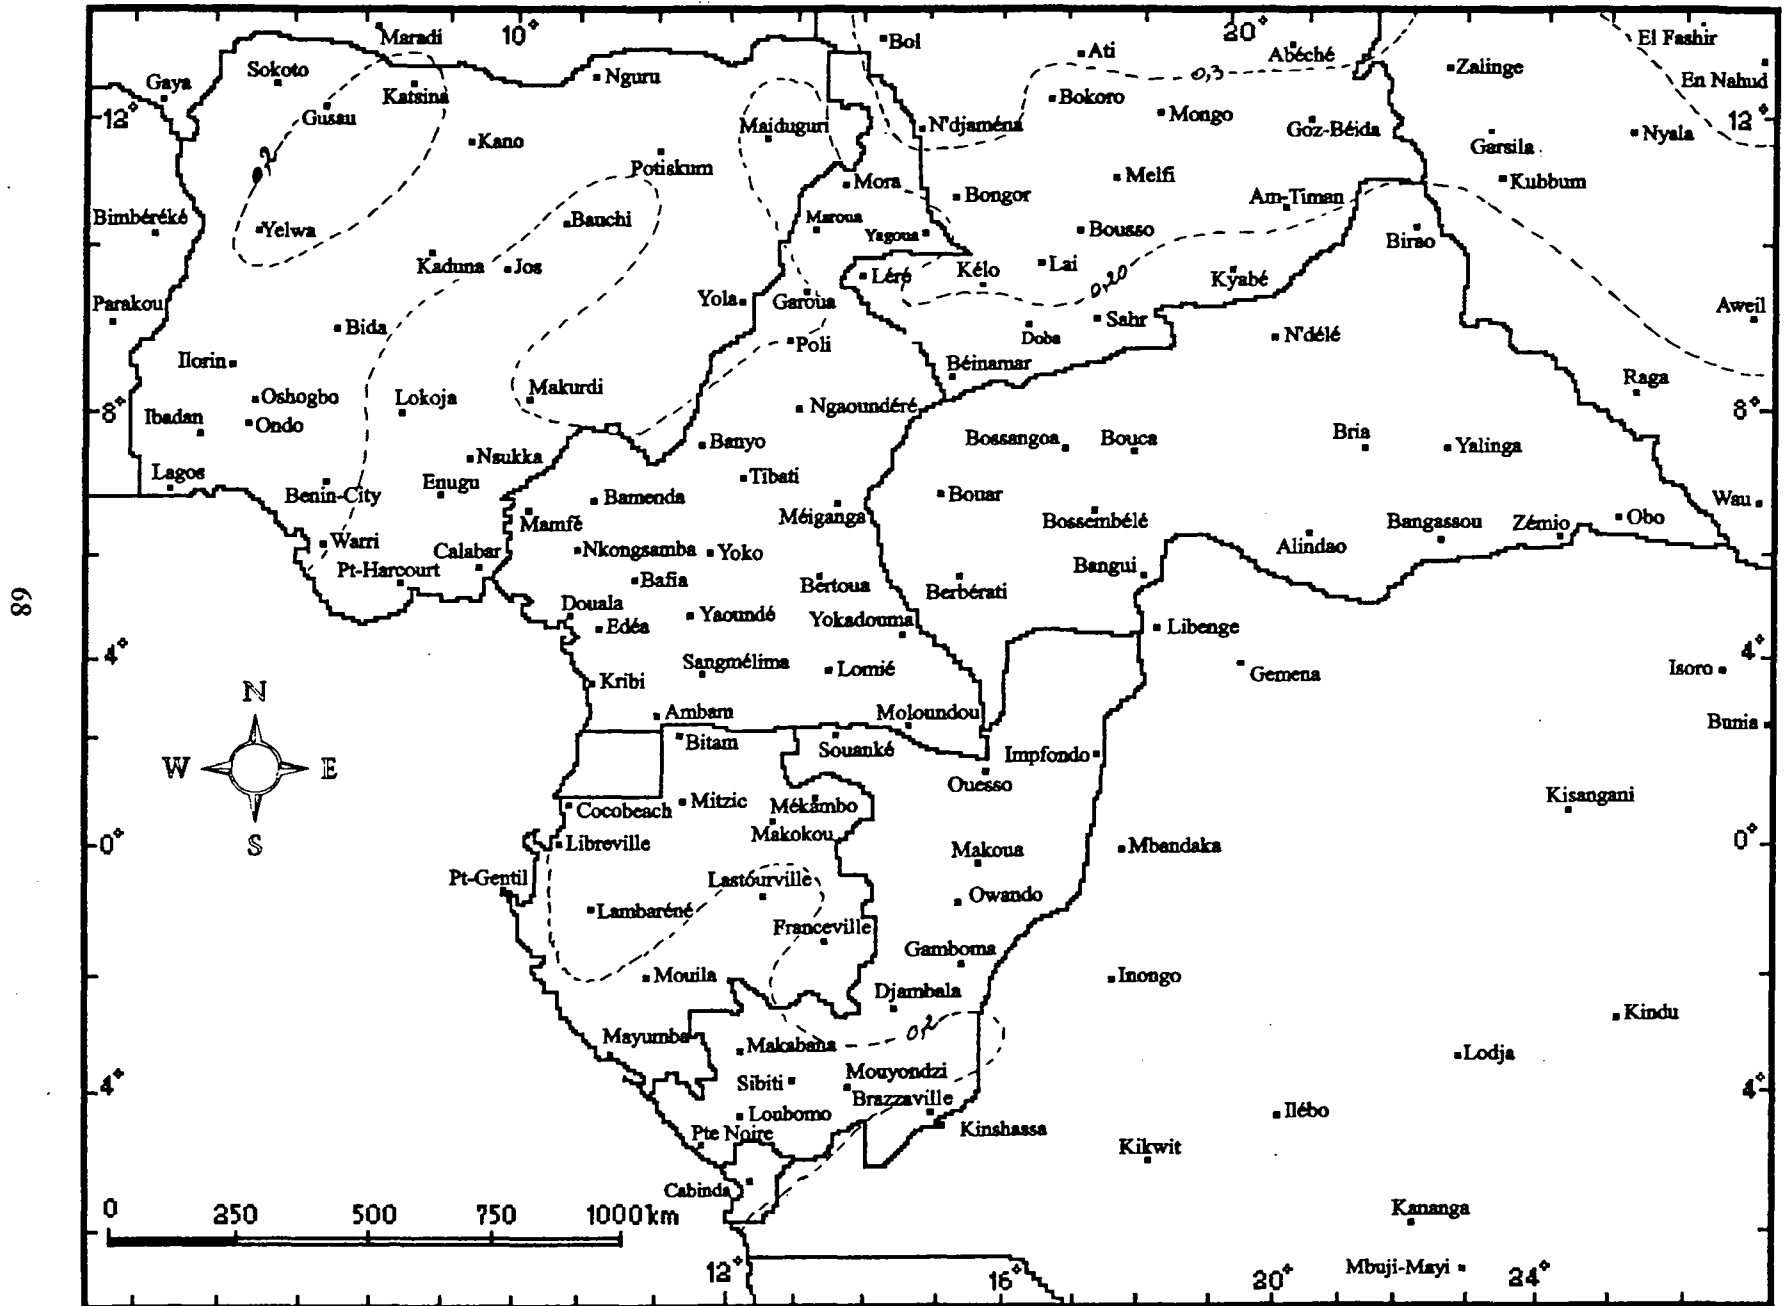 Maradi
10°
20°
Bol
Ati
Abéché
El Fashir
Gaya
Sokoto
Katsina
Nguru
0,3
Zalinge
En Nahud
12°
Gusau
Kano
Maiduguri
N'djaména
Bokoro
Mongo
Goz-Béida
Garsila
Nyala
12°
0,2
Potiskum
Mora
Bongor
Melfi
Am-Timan
Kubbum
Bimbéréké
Yelwa
Bauchi
Maroua
Yagoua
Bousso
Birao
Kaduna
Jos
Léré
Kélo
Lai
0,20
Kyabé
Parakou
Bida
Yola
Garoua
Doba
Sahr
N'délé
Aweil
Ilorin
Poli
Béinamar
Raga
8°
Ibadan
Oshogbo
Ondo
Lokoja
Makurdi
Ngaoundéré
8°
Lagos
Nsukka
Banyo
Bossangoa
Bouca
Bria
Yalinga
Benin-City
Enugu
Bamenda
Tibati
Bouar
Wau
Mamfé
Méiganga
Bossembélé
Bangassou
Zémio
Obo
Warri
Calabar
Nkongsamba
Yoko
Alindao
Pt-Harcourt
Bafia
Bertoua
Berbérati
Bangui
89
Douala
Edéa
Yaoundé
Yokadouma
Libenge
4°
Sangmélima
Lomié
Gemena
Isoro
4°
Kribi
N
Ambam
Moloundou
Bunia
W
E
Bitam
Souanké
Impfondo
Ouesso
S
Cocobeach
Mitzic
Mékambo
Makokou
Kisangani
0°
Libreville
Makoua
Mbandaka
0°
Pt-Gentil
Lastourville
Owando
Lambaréné
Franceville
Gamboma
Mouila
Djambala
Inongo
Kindu
Mayumba
Makabana
0,2
Lodja
4°
Sibiti
Mouyondzi
Brazzaville
4°
Loubomo
Kinshassa
Ilébo
Pte Noire
Kikwit
Cabinda
Kananga
0
250
500
750
1000km
12°
16°
20°
Mbuji-Mayi
24°